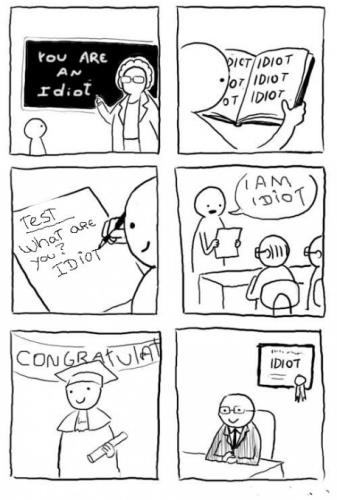 YOU ARE
AN
Idiot
DICT IDIOT
OT IDIOT
OT IDIOT
I AM
IDIOT
TEST
What ARE
you?
IDIOT
CONGRATULAT
IDIOT